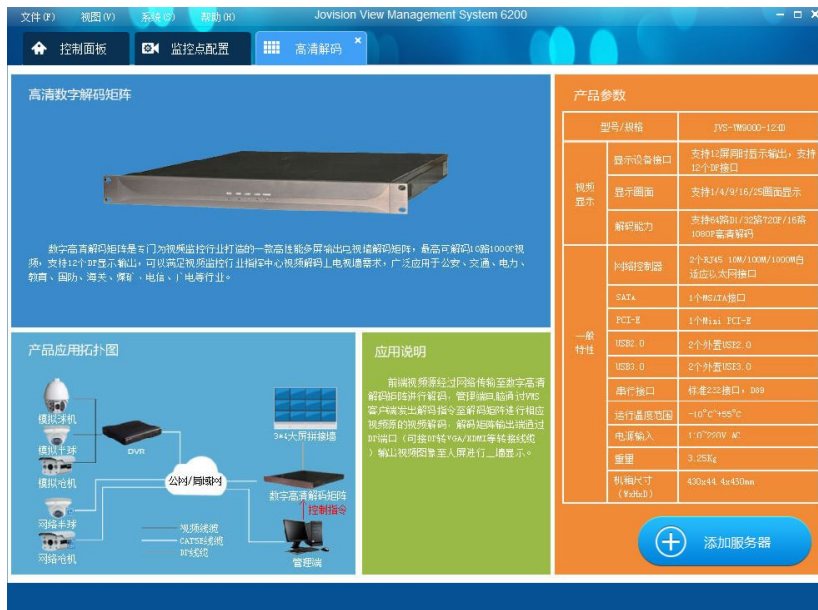 文件(F) 视图(V) 系统(S) 帮助(H) Jovision View Management System 6200
控制面板 监控点配置 高清解码
高清数字解码矩阵
数字高清解码矩阵是专门为视频监控行业打造的一款高性能多屏输出电视墙解码矩阵,最高可解码16路1080P视
频,支持12个DP显示输出,可以满足视频监控行业指挥中心视频解码上电视墙需求,广泛应用于公安、交通、电力、
教育、国防、海关、煤矿、电信、广电等行业。
产品应用拓扑图
模拟球机
模拟半球
模拟枪机
网络半球
网络枪机
DVR
公网/局域网
3*4大屏拼接墙
数字高清解码矩阵
控制指令
管理端
视频线缆
CAT5E线缆
DP线缆
应用说明
前端视频源经过网络传输至数字高清
解码矩阵进行解码,管理端电脑通过VMS
客户端发出解码指令至解码矩阵进行相应
视频源的视频解码,解码矩阵输出端通过
DP端口(可接DP转VGA/HDMI等转接线缆
)输出视频图像至大屏进行上墙显示。
产品参数
型号/规格 JVS-VM9000-12HD
视频
显示
显示设备接口 支持12屏同时显示输出,支持
12个DP接口
显示画面 支持1/4/9/16/25画面显示
解码能力 支持64路D1/32路720P/16路
1080P高清解码
一般
特性
网络控制器 2个RJ45 10M/100M/1000M自
适应以太网接口
SATA 1个MSATA接口
PCI-E 1个Mini PCI-E
USB2.0 2个外置USB2.0
USB3.0 2个外置USB3.0
串行接口 标准232接口,DB9
运行温度范围 -10°C~+55°C
电源输入 110~220V AC
重量 3.25Kg
机箱尺寸
(WxHxD) 430x44.4x430mm
添加服务器